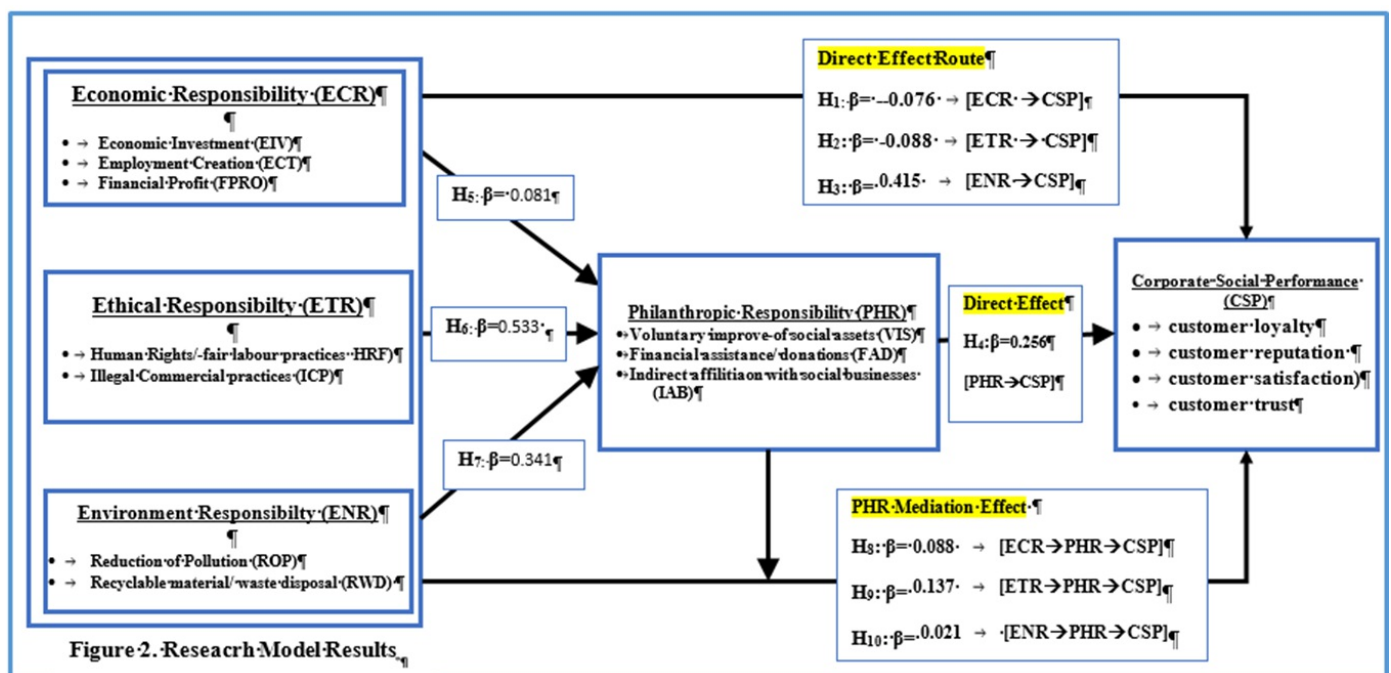 Economic·Responsibility·(ECR)¶
¶
• → Economic·Investment·(EIV)¶
• → Employment·Creation·(ECT)¶
• → Financial·Profit·(FPRO)¶
Ethical·Responsibilty·(ETR)¶
¶
• → Human·Rights/·fair·labour·practices··HRF)¶
• → Illegal·Commercial·practices·(ICP)¶
Environment·Responsibilty·(ENR)¶
¶
• → Reduction·of·Pollution·(ROP)¶
• → Recyclable·material/·waste·disposal·(RWD)¶
H5:·β=·0.081¶
H6:·β=0.533·¶
H7:·β=0.341¶
Philanthropic·Responsibility·(PHR)¶
•→Voluntary·improve·of·social·assets·(VIS)¶
•→Financial·assistance/·donations·(FAD)¶
•→Indirect·affilitiaon·with·social·businesses·
(IAB)¶
Direct·Effect·Route¶
H1:·β=·--0.076·→[ECR·→CSP]¶
H2:·β=·-0.088·→[ETR·→·CSP]¶
H3:·β=.0.415·→[ENR→CSP]¶
Direct·Effect¶
H4:β=0.256¶
[PHR→CSP]¶
Corporate·Social·Performance·
(CSP)¶
• → customer·loyalty¶
• → customer·reputation·¶
• → customer·satisfaction)¶
• → customer·trust¶
PHR·Mediation·Effect·¶
H8:·β=·0.088·→[ECR→PHR→CSP]¶
H9:·β=.0.137·→[ETR→PHR→CSP]¶
H10:·β=.0.021→·[ENR→PHR→CSP]¶
Figure·2.·Reseacrh·Model·Results·¶